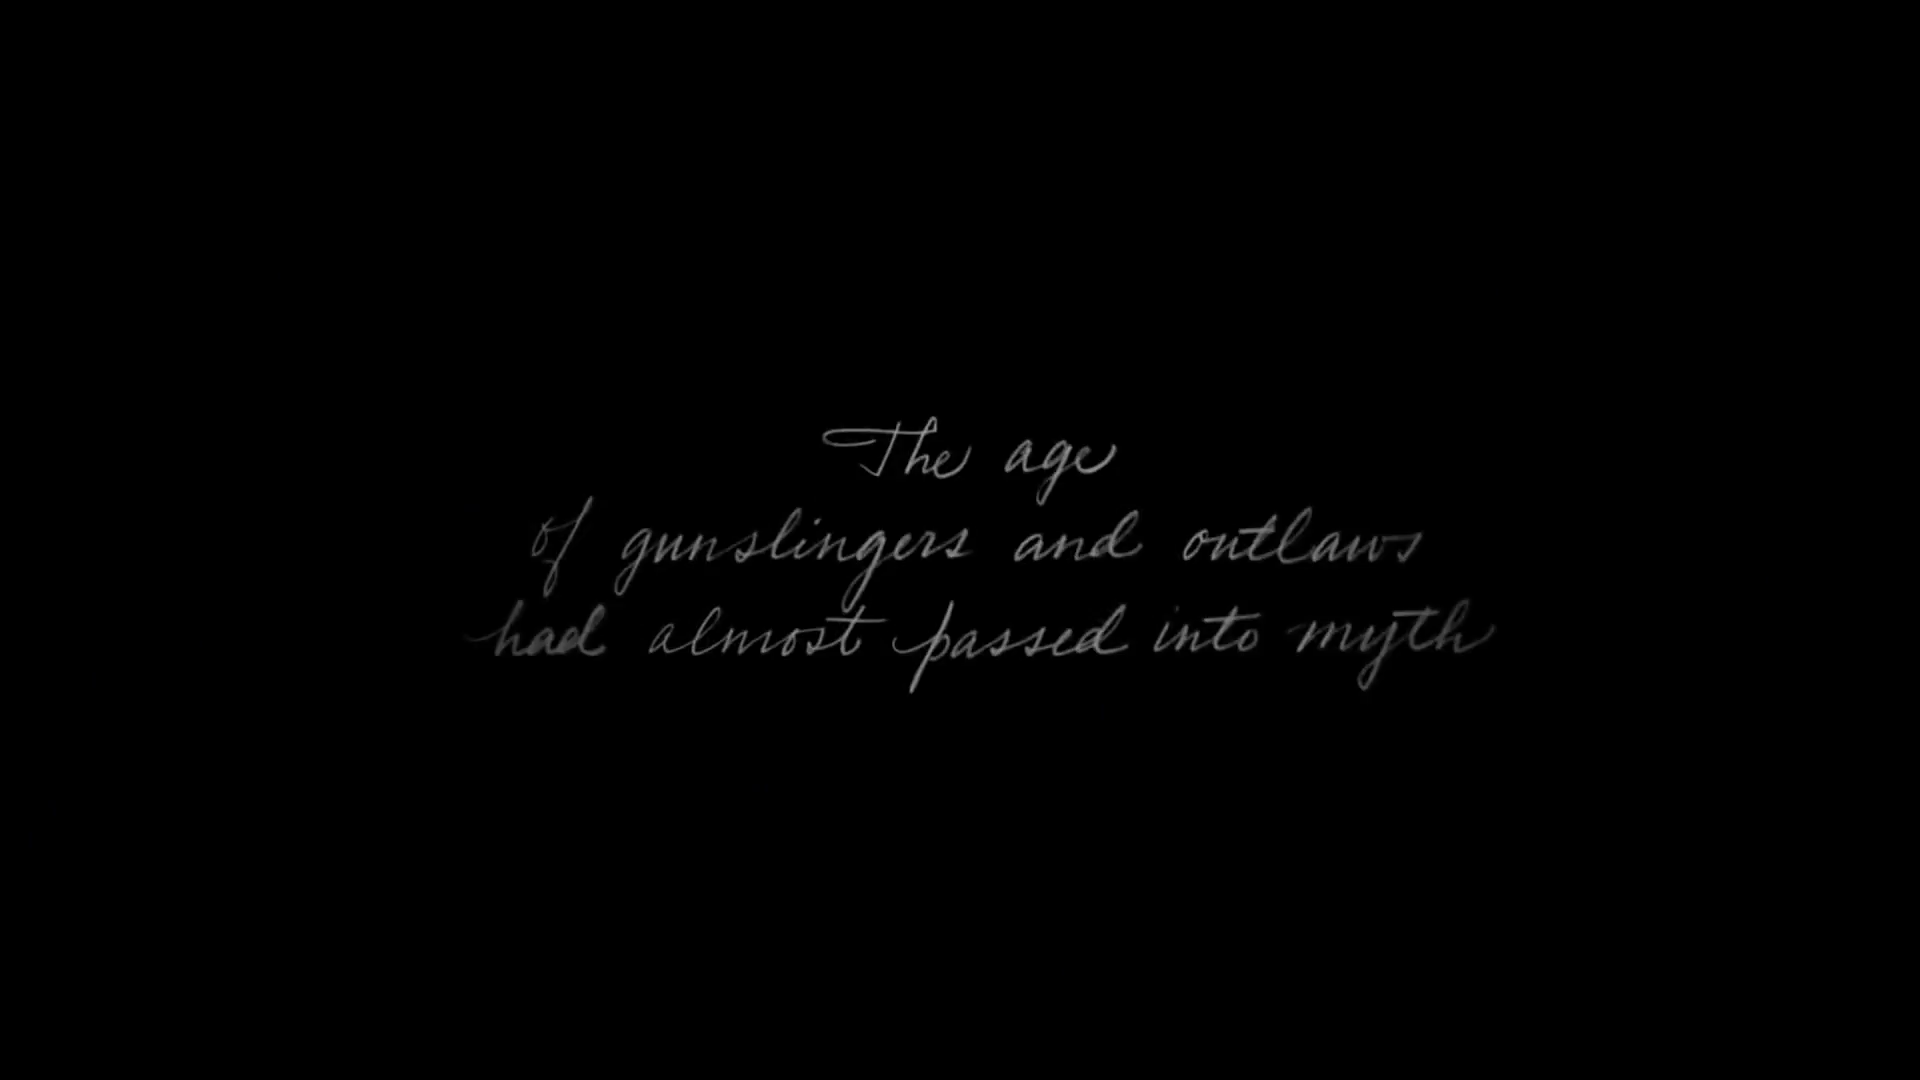 The age
of gunslingers and outlaws
had almost passed into myth